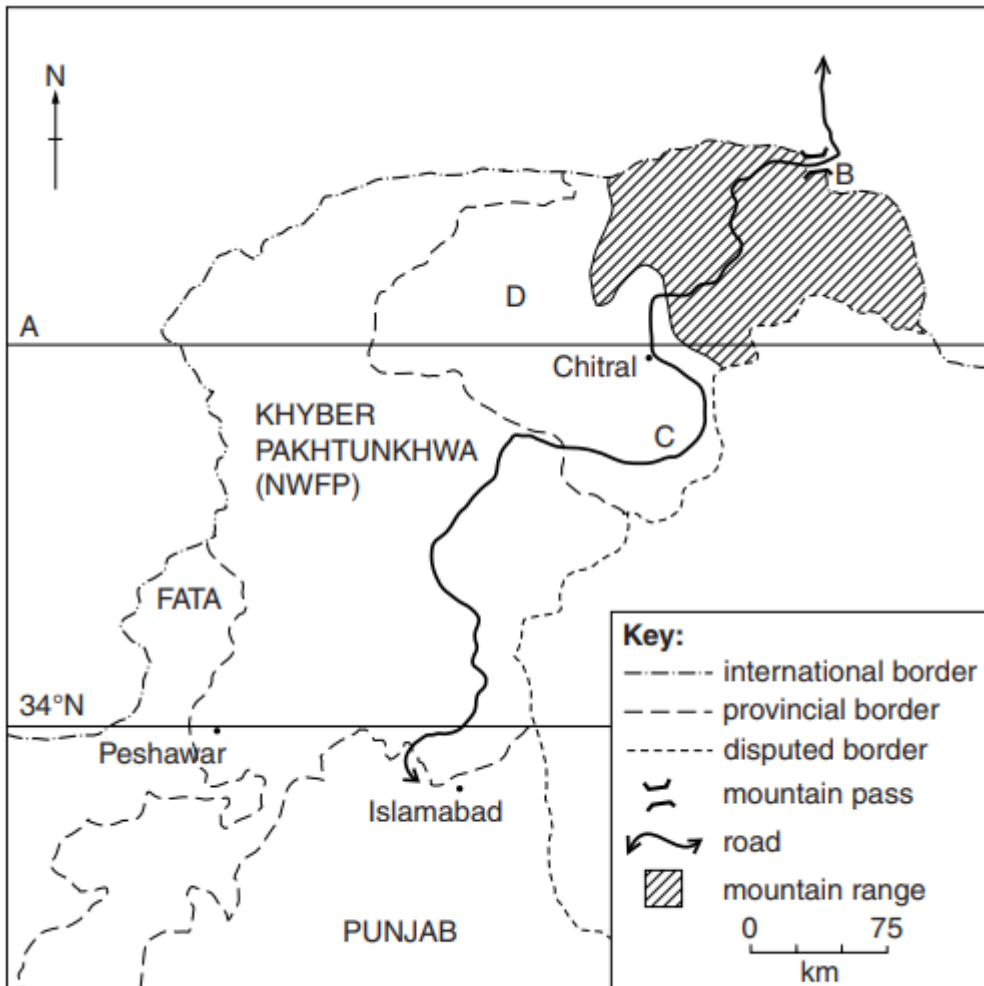 N
B
D
A
Chitral
KHYBER
PAKHTUNKHWA
(NWFP)
C
FATA
34°N
Peshawar
Islamabad
PUNJAB
Key:
international border
provincial border
disputed border
mountain pass
road
mountain range
0 75
km